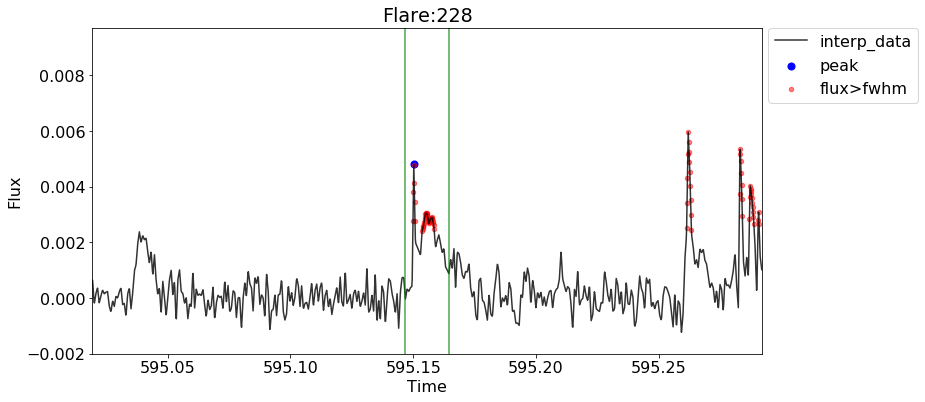 Flare:228
interp_data
peak
flux>fwhm
0.008
0.006
0.004
0.002
0.000
−0.002
Flux
595.05
595.10
595.15
595.20
595.25
Time